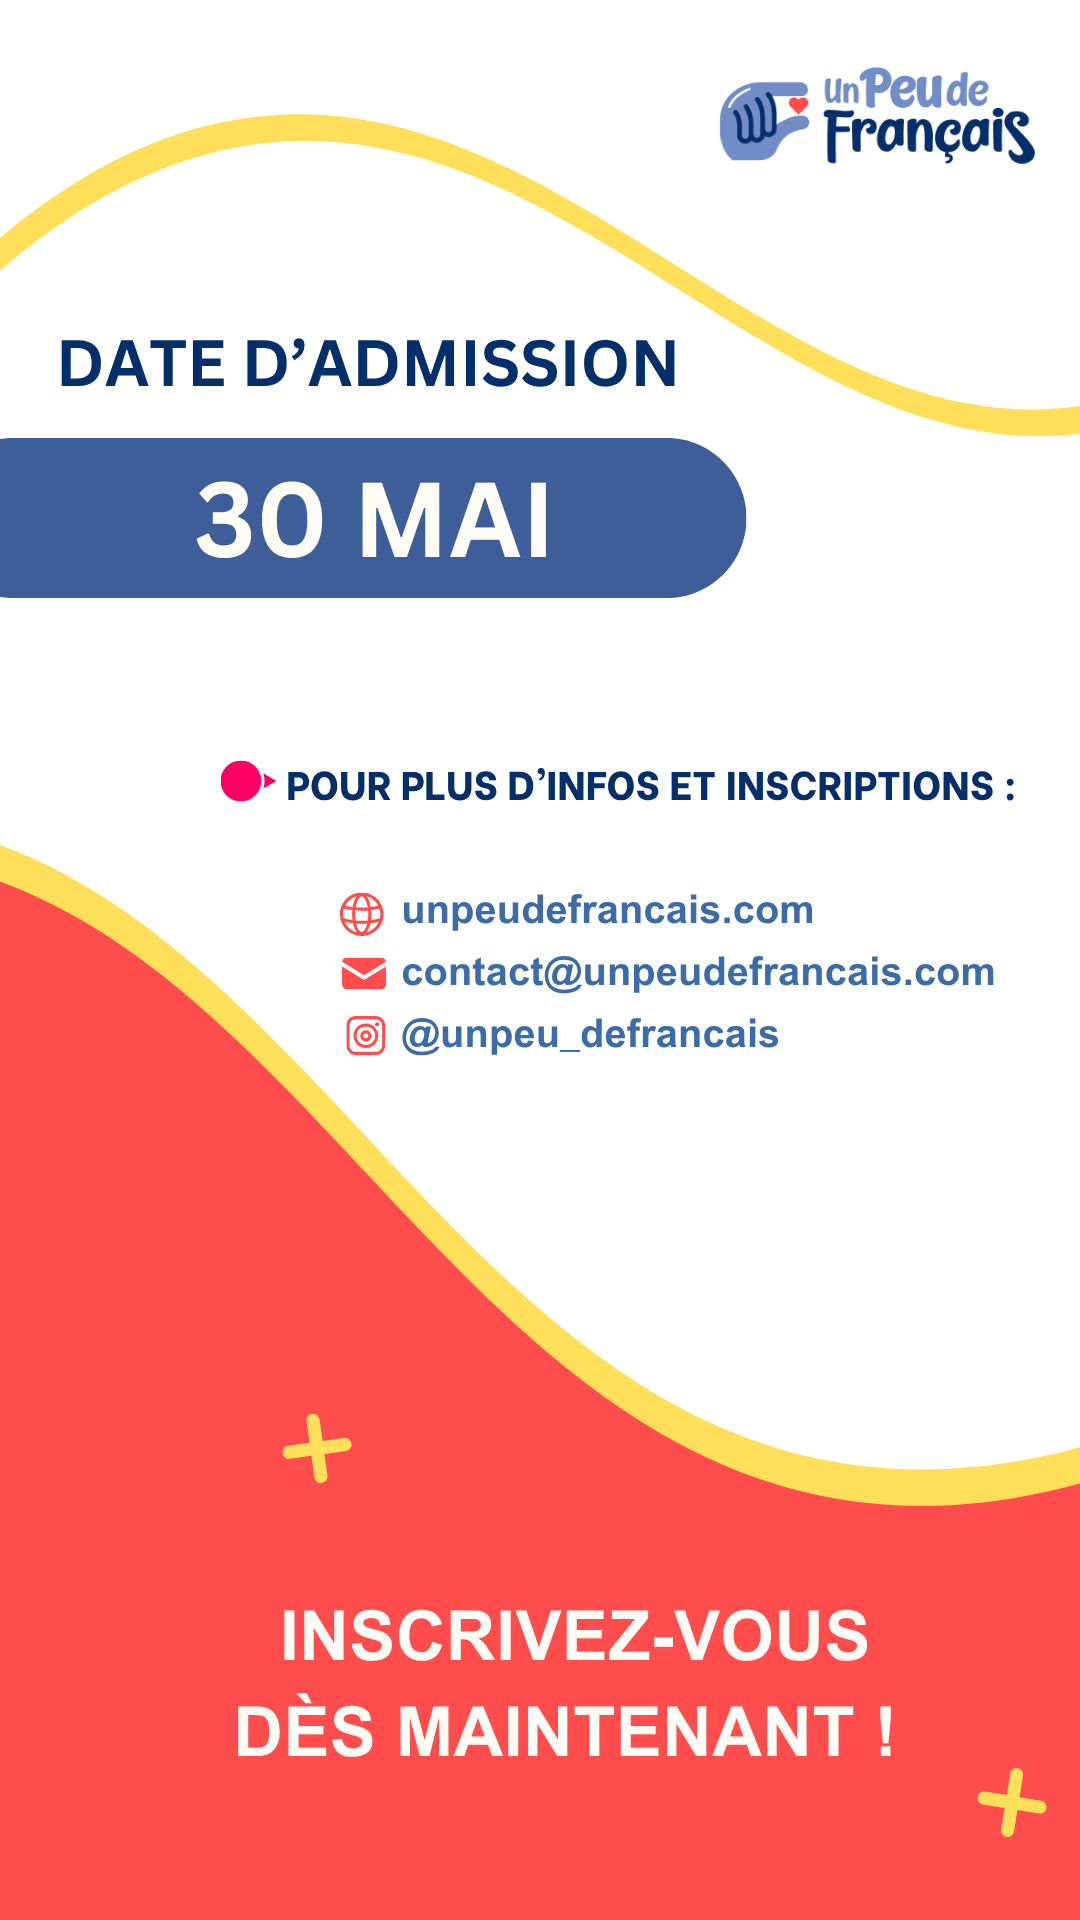 un Peu de
Français
DATE D’ADMISSION
30 MAI
POUR PLUS D’INFOS ET INSCRIPTIONS :
unpeudefrancais.com
contact@unpeudefrancais.com
@unpeu_defrancais
INSCRIVEZ-VOUS
DÈS MAINTENANT !